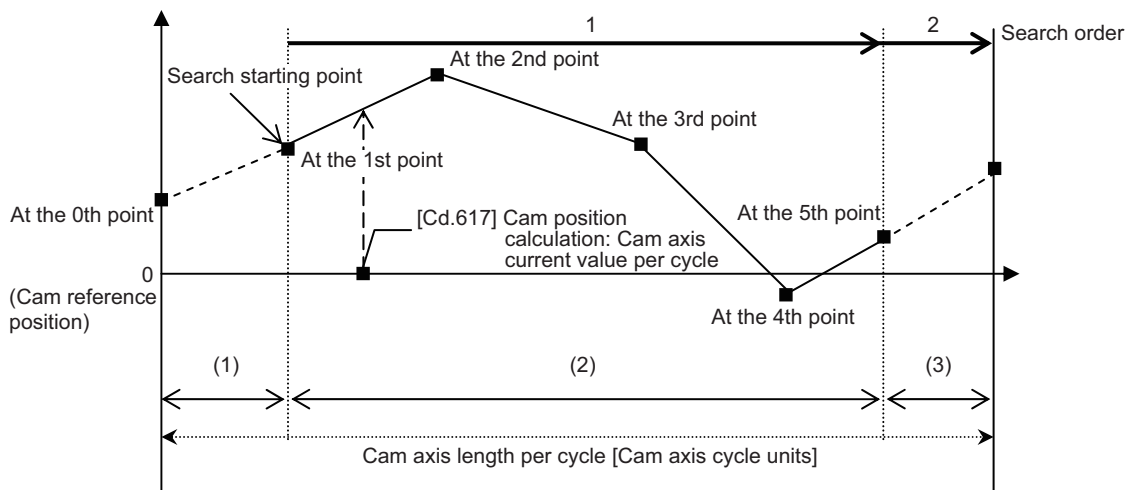 1
2
Search order
At the 2nd point
Search starting point
At the 3rd point
At the 1st point
At the 0th point
[Cd.617] Cam position
calculation: Cam axis
current value per cycle
At the 5th point
0
(Cam reference
position)
At the 4th point
(1)
(2)
(3)
Cam axis length per cycle [Cam axis cycle units]